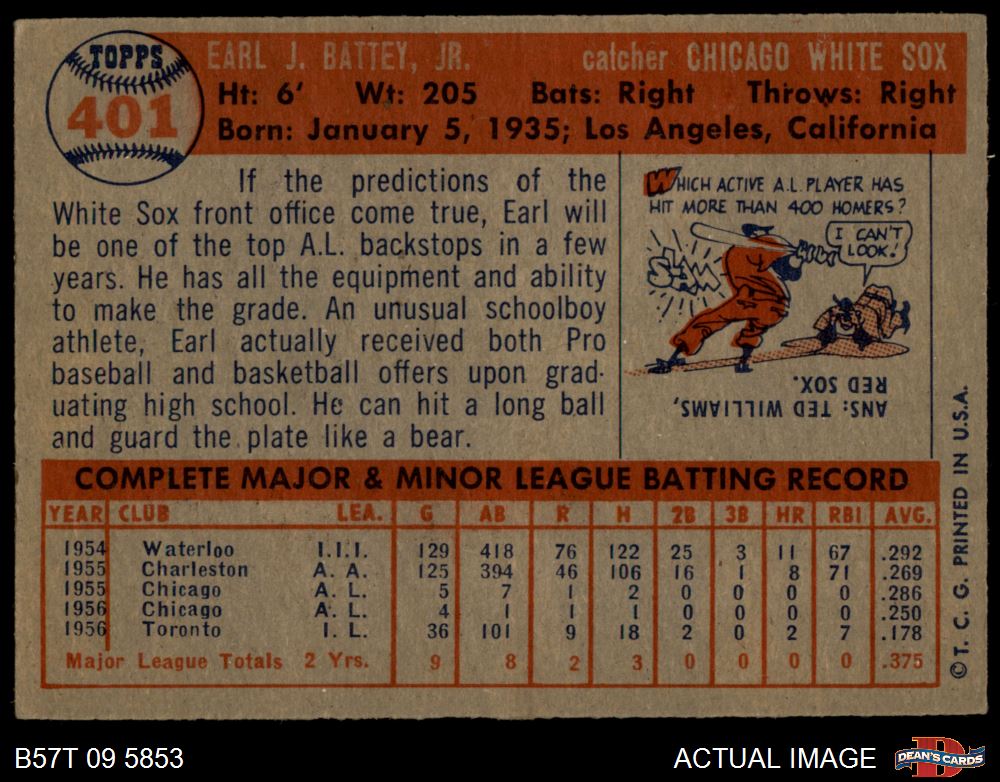 TOPPS
401
EARL J. BATTEY, JR. catcher CHICAGO WHITE SOX
Ht: 6' Wt: 205 Bats: Right Throws: Right
Born: January 5, 1935; Los Angeles, California
If the predictions of the
White Sox front office come true, Earl will
be one of the top A.L. backstops in a few
years. He has all the equipment and ability
to make the grade. An unusual schoolboy
athlete, Earl actually received both Pro
baseball and basketball offers upon grad-
uating high school. He can hit a long ball
and guard the plate like a bear.
WHICH ACTIVE A.L. PLAYER HAS
HIT MORE THAN 400 HOMERS?
I CAN'T
LOOK!
SLAM
ANS: TED WILLIAMS,
RED SOX.
COMPLETE MAJOR & MINOR LEAGUE BATTING RECORD
YEAR CLUB LEA. G AB R H 2B 3B HR RBI AVG.
1954 Waterloo I.I.I. 129 418 76 122 25 3 11 67 .292
1955 Charleston A. A. 125 394 46 106 16 1 8 71 .269
1955 Chicago A. L. 5 7 1 2 0 0 0 0 .286
1956 Chicago A. L. 4 1 1 1 0 0 0 0 .250
1956 Toronto I. L. 36 101 9 18 2 0 2 7 .178
Major League Totals 2 Yrs. 9 8 2 3 0 0 0 0 .375
© T. C. G. PRINTED IN U.S.A.
B57T 09 5853 ACTUAL IMAGE DEAN'S CARDS